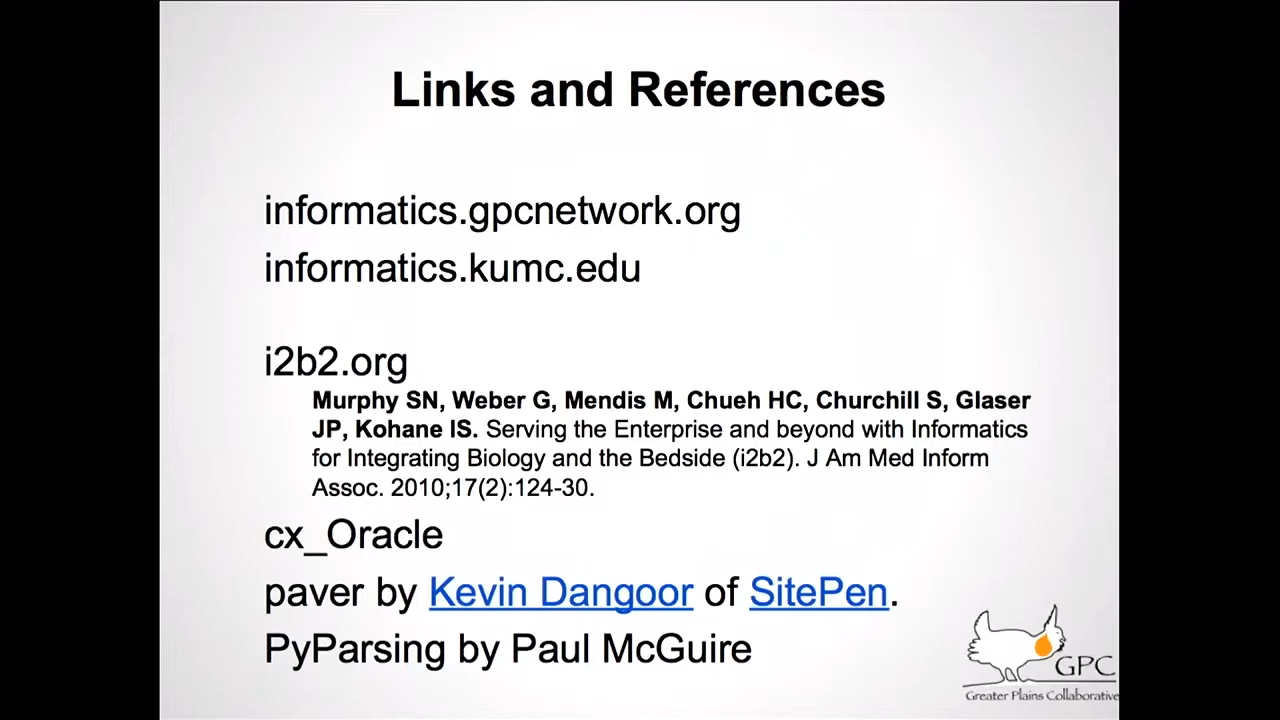 Links and References
informatics.gpcnetwork.org
informatics.kumc.edu
i2b2.org
Murphy SN, Weber G, Mendis M, Chueh HC, Churchill S, Glaser
JP, Kohane IS. Serving the Enterprise and beyond with Informatics
for Integrating Biology and the Bedside (i2b2). J Am Med Inform
Assoc. 2010;17(2):124-30.
cx_Oracle
paver by Kevin Dangoor of SitePen.
PyParsing by Paul McGuire
GPC
Greater Plains Collaborative